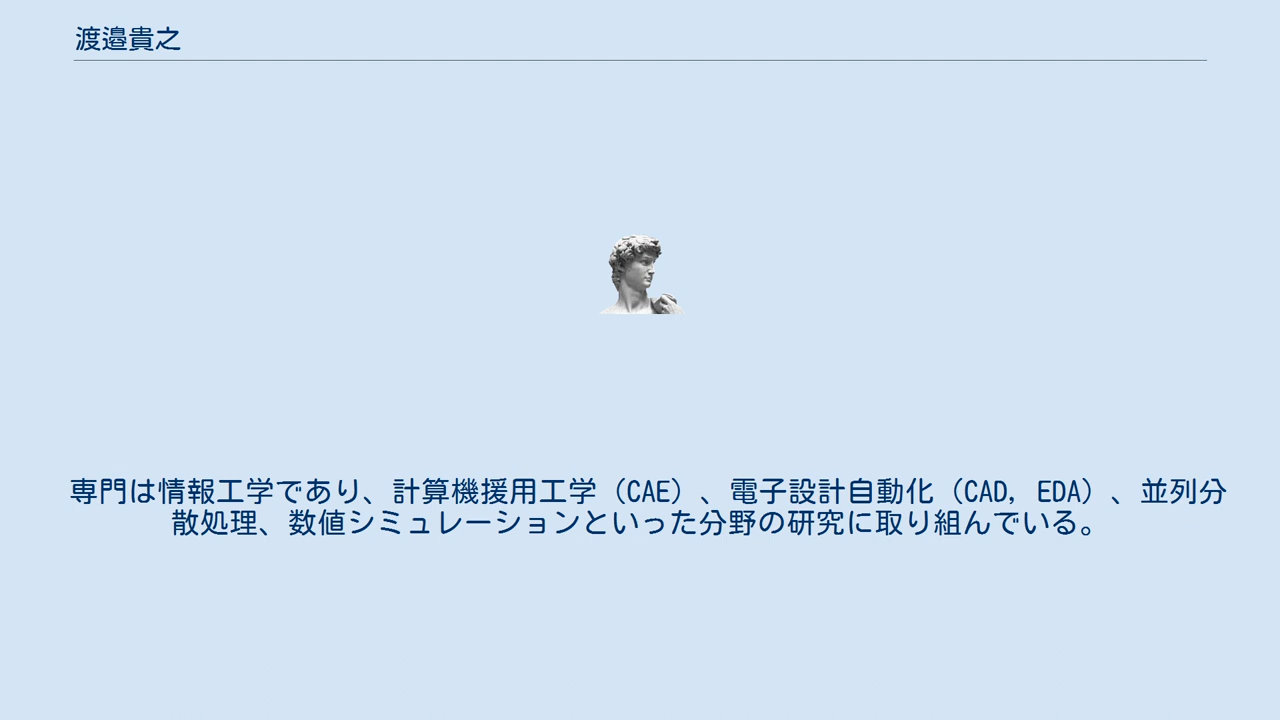 渡邉貴之
専門は情報工学であり、計算機援用工学（CAE）、電子設計自動化（CAD, EDA）、並列分
散処理、数値シミュレーションといった分野の研究に取り組んでいる。